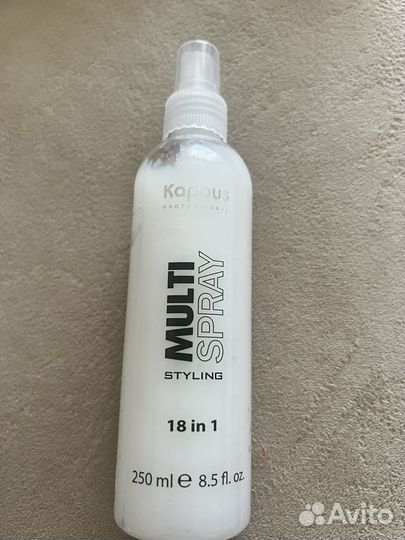 Kapous
PROFESSIONAL
MULTI
SPRAY
STYLING
18 in 1
250 ml ℮ 8.5 fl. oz.
Avito